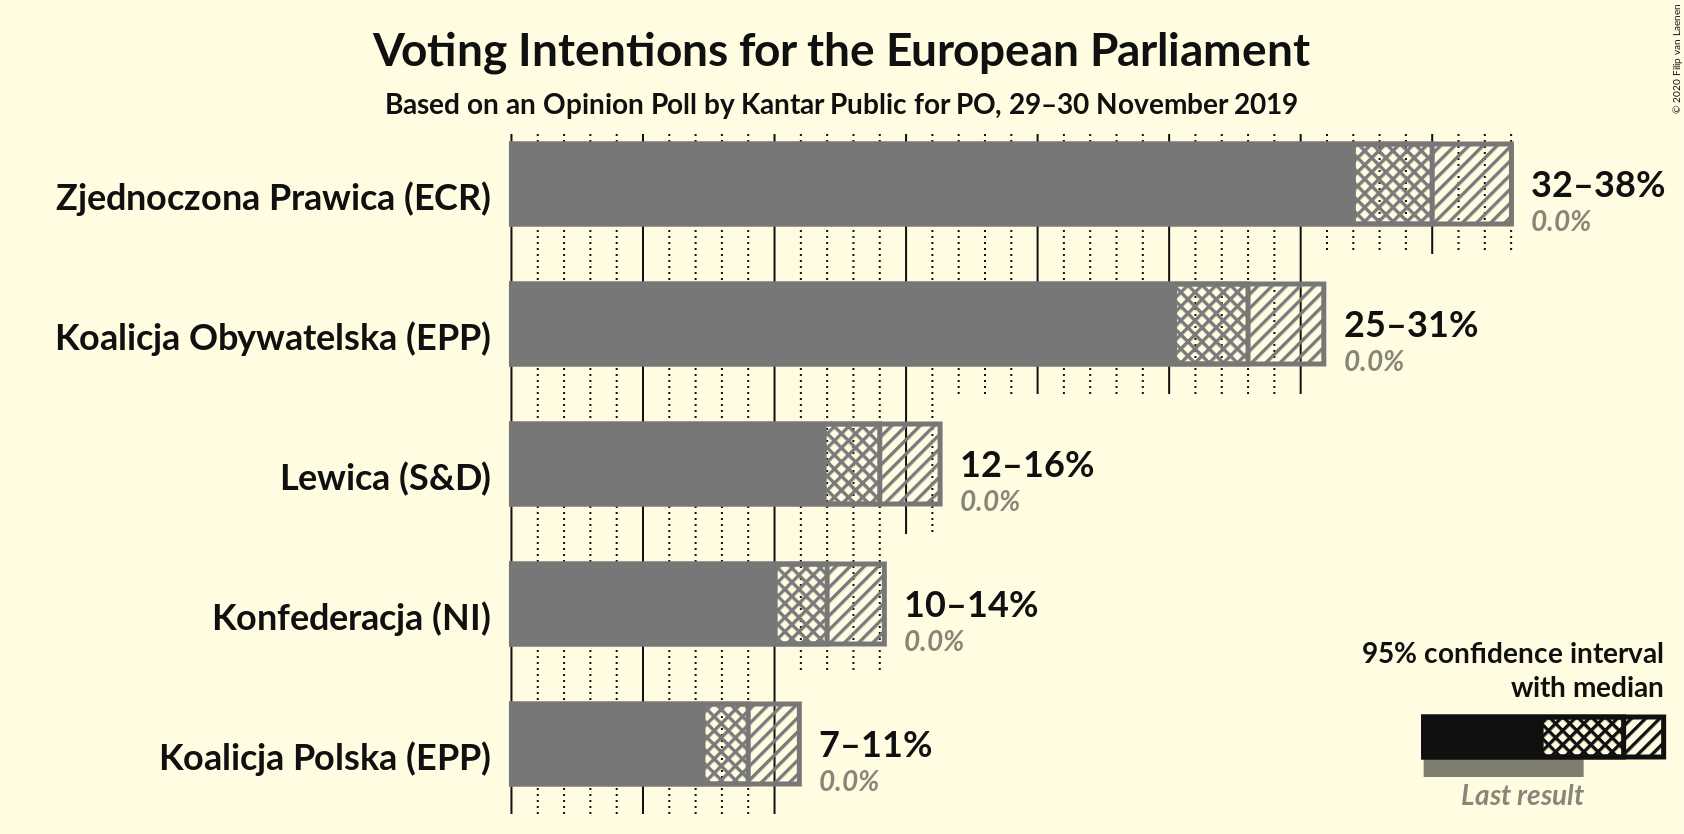 Voting Intentions for the European Parliament
Based on an Opinion Poll by Kantar Public for PO, 29–30 November 2019
© 2020 Filip van Laenen
Zjednoczona Prawica (ECR)
32–38%
0.0%
Koalicja Obywatelska (EPP)
25–31%
0.0%
Lewica (S&D)
12–16%
0.0%
Konfederacja (NI)
10–14%
0.0%
Koalicja Polska (EPP)
7–11%
0.0%
95% confidence interval
with median
Last result